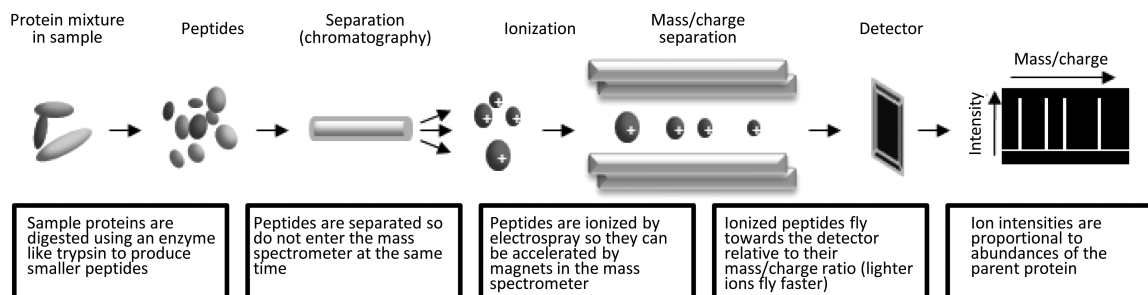 Protein mixture
in sample
Peptides
Separation
(chromatography)
Ionization
Mass/charge
separation
Detector
Mass/charge
Intensity
+
+
+
+
+
+
+
+
Sample proteins are
digested using an enzyme
like trypsin to produce
smaller peptides
Peptides are separated so
do not enter the mass
spectrometer at the same
time
Peptides are ionized by
electrospray so they can
be accelerated by
magnets in the mass
spectrometer
Ionized peptides fly
towards the detector
relative to their
mass/charge ratio (lighter
ions fly faster)
Ion intensities are
proportional to
abundances of the
parent protein